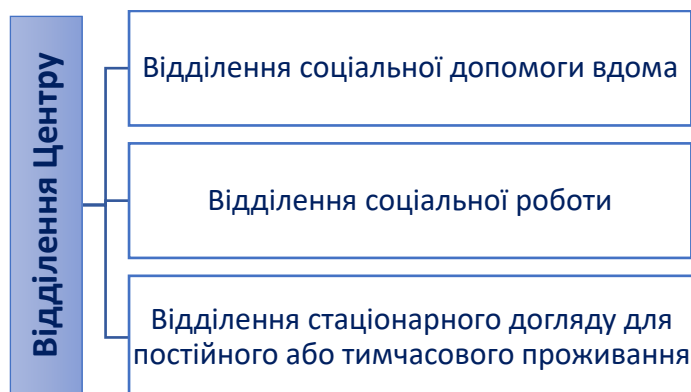 Відділення Центру
Відділення соціальної допомоги вдома
Відділення соціальної роботи
Відділення стаціонарного догляду для
постійного або тимчасового проживання